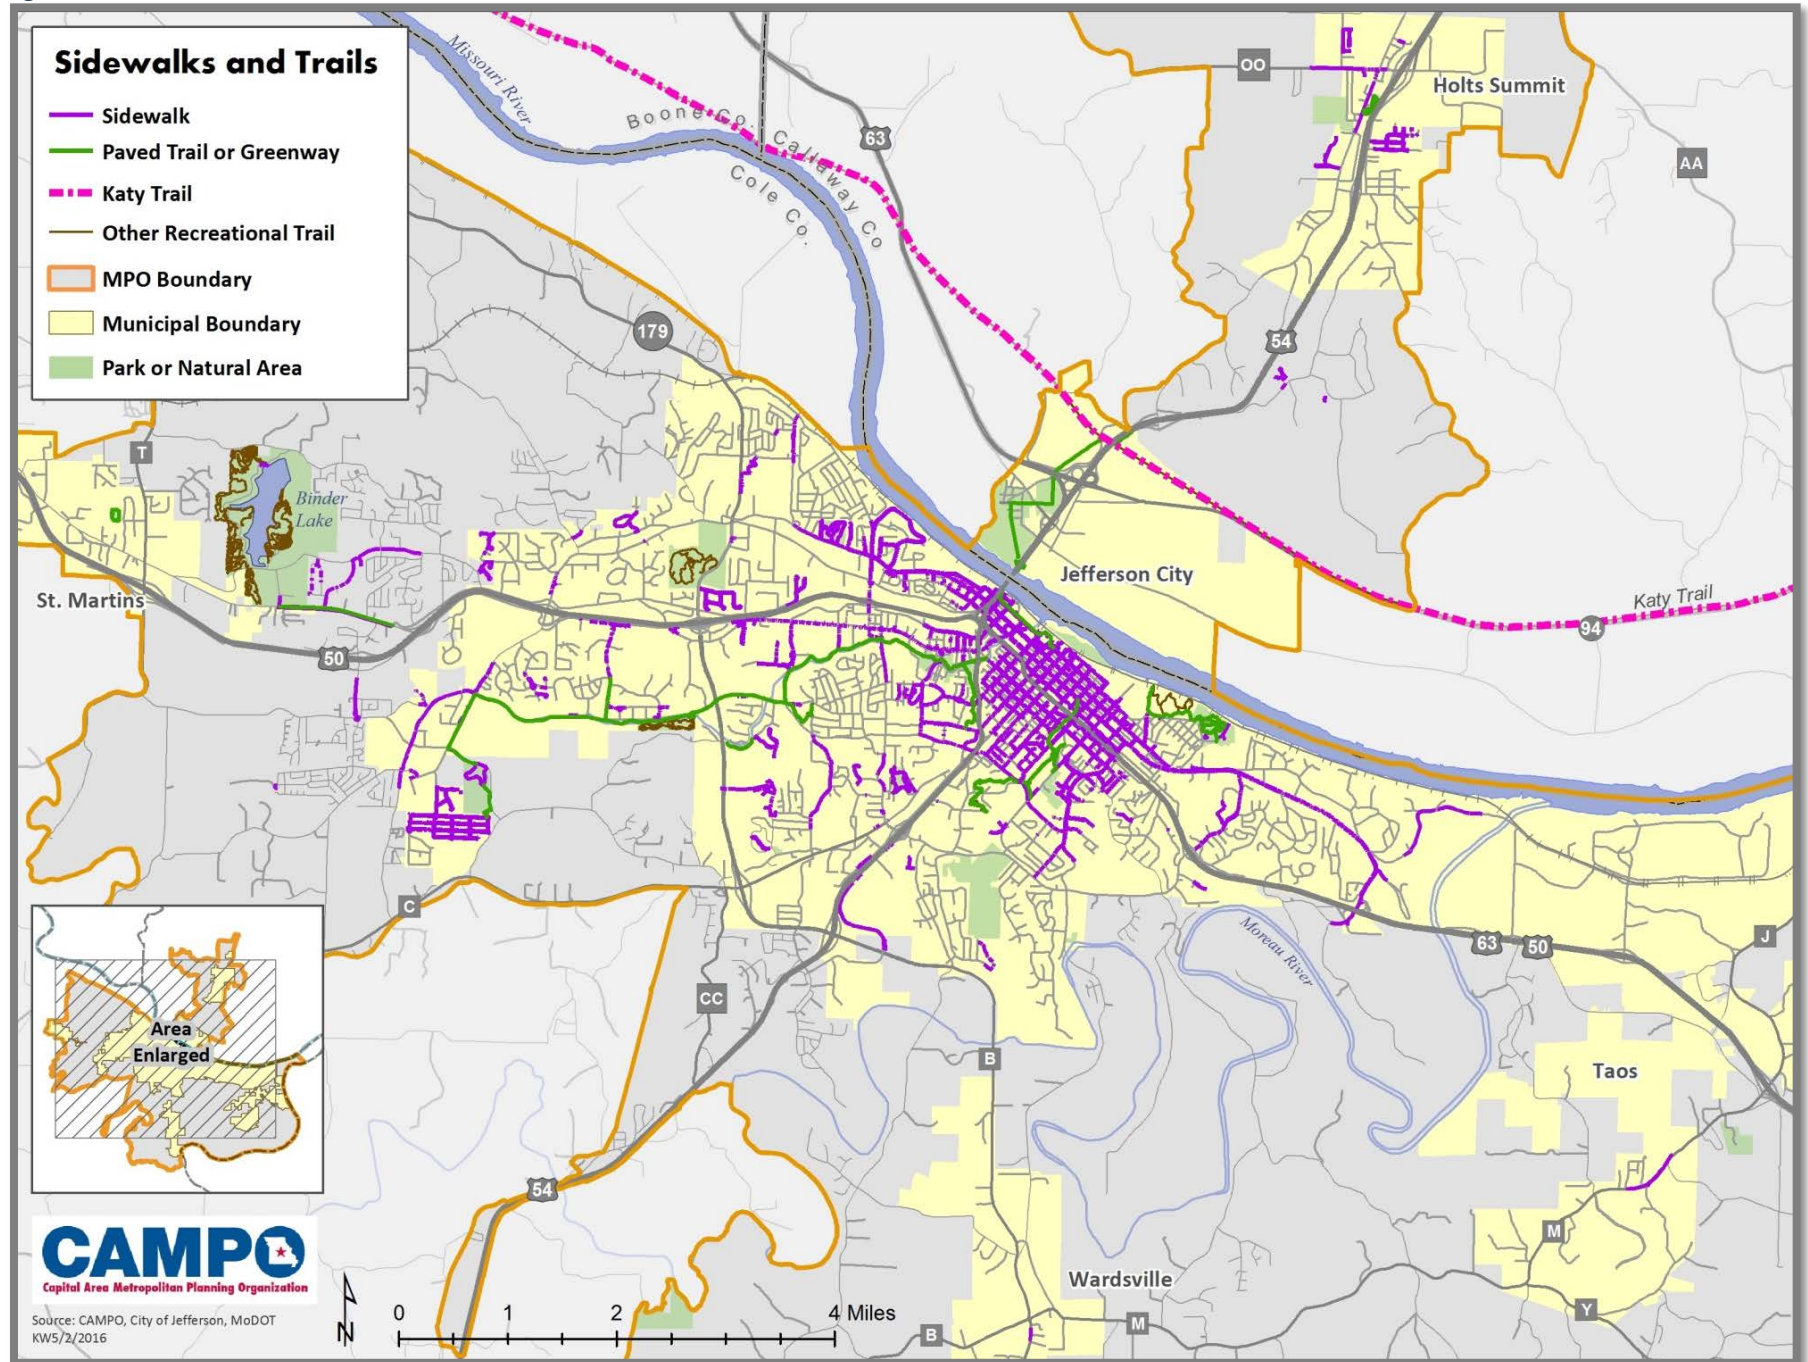 Sidewalks and Trails
Sidewalk
Paved Trail or Greenway
Katy Trail
Other Recreational Trail
MPO Boundary
Municipal Boundary
Park or Natural Area
Missouri River
Boone Co.
Callaway Co
Cole Co.
63
OO
Holts Summit
AA
179
54
T
Binder
Lake
St. Martins
50
Jefferson City
Katy Trail
94
C
CC
Moreau River
63
50
J
Area
Enlarged
B
Taos
54
M
Wardsville
CAMPO
Capital Area Metropolitan Planning Organization
Source: CAMPO, City of Jefferson, MoDOT
KW5/2/2016
N
0 1 2 4 Miles
B
M
Y